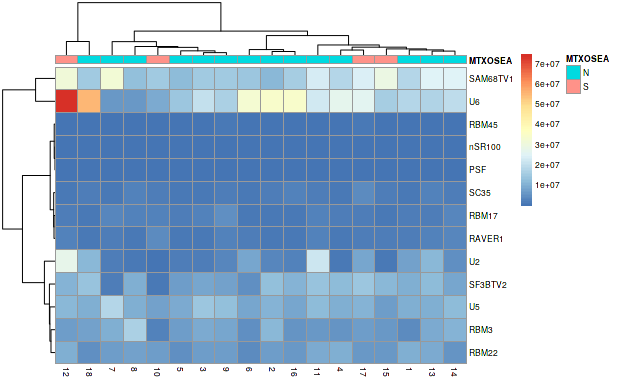 MTXOSEA
SAM68TV1
U6
RBM45
nSR100
PSF
SC35
RBM17
RAVER1
U2
SF3BTV2
U5
RBM3
RBM22
12 18 7 8 10 5 3 9 6 2 16 11 4 17 15 1 13 14
7e+07
6e+07
5e+07
4e+07
3e+07
2e+07
1e+07
MTXOSEA
N
S